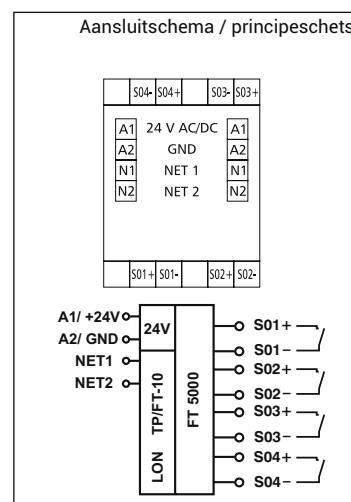 Aansluitschema / principeschets
S04- S04+ S03- S03+
A1 24 V AC/DC A1
A2 GND A2
N1 NET 1 N1
N2 NET 2 N2
S01+ S01- S02+ S02-
A1/ +24V
A2/ GND
NET1
NET2
24V
LON TP/FT-10
FT 5000
S01+
S01-
S02+
S02-
S03+
S03-
S04+
S04-